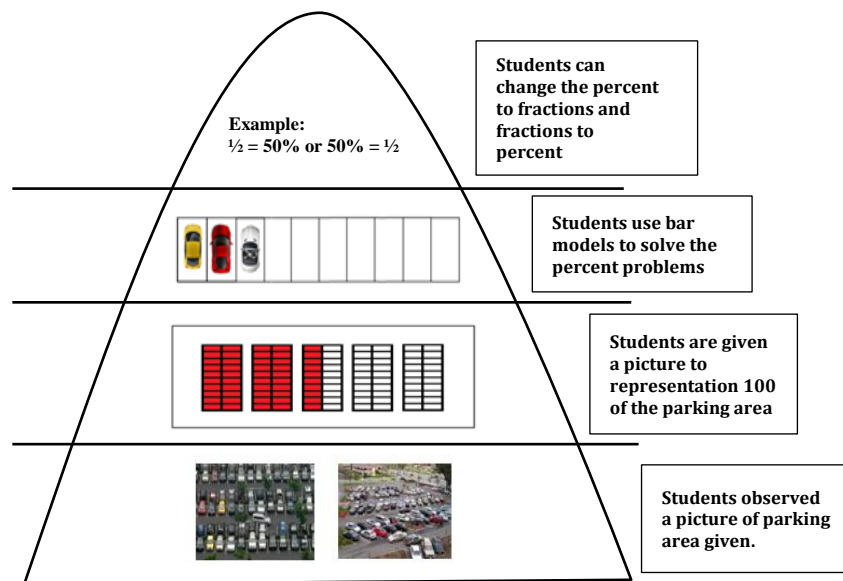 Students can
change the percent
to fractions and
fractions to
percent
Example:
½ = 50% or 50% = ½
Students use bar
models to solve the
percent problems
Students are given
a picture to
representation 100
of the parking area
Students observed
a picture of parking
area given.